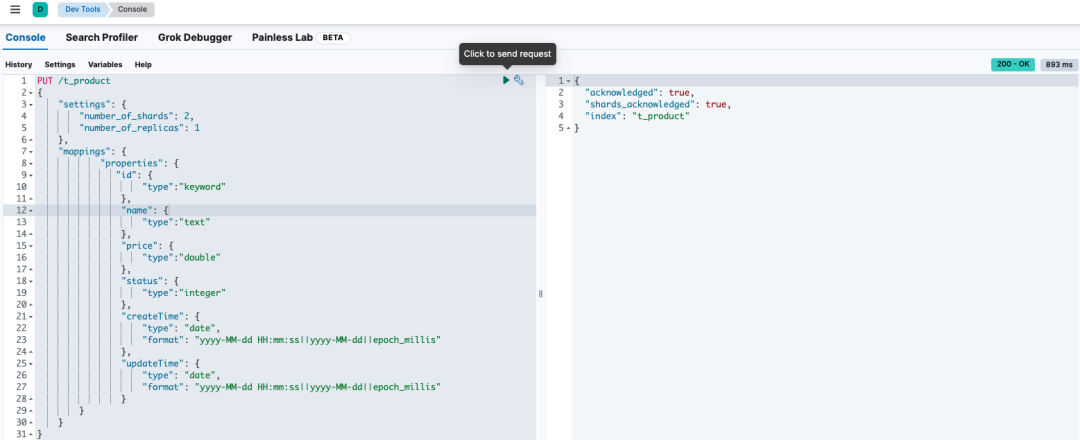 D Dev Tools Console
Console Search Profiler Grok Debugger Painless Lab BETA
Click to send request
History Settings Variables Help
200 - OK 893 ms
1 PUT /t_product
2 {
3 "settings": {
4 "number_of_shards": 2,
5 "number_of_replicas": 1
6 },
7 "mappings": {
8 "properties": {
9 "id": {
10 "type":"keyword"
11 },
12 "name": {
13 "type":"text"
14 },
15 "price": {
16 "type":"double"
17 },
18 "status": {
19 "type":"integer"
20 },
21 "createTime": {
22 "type": "date",
23 "format": "yyyy-MM-dd HH:mm:ss||yyyy-MM-dd||epoch_millis"
24 },
25 "updateTime": {
26 "type": "date",
27 "format": "yyyy-MM-dd HH:mm:ss||yyyy-MM-dd||epoch_millis"
28 }
29 }
30 }
31 }
1 {
2 "acknowledged": true,
3 "shards_acknowledged": true,
4 "index": "t_product"
5 }